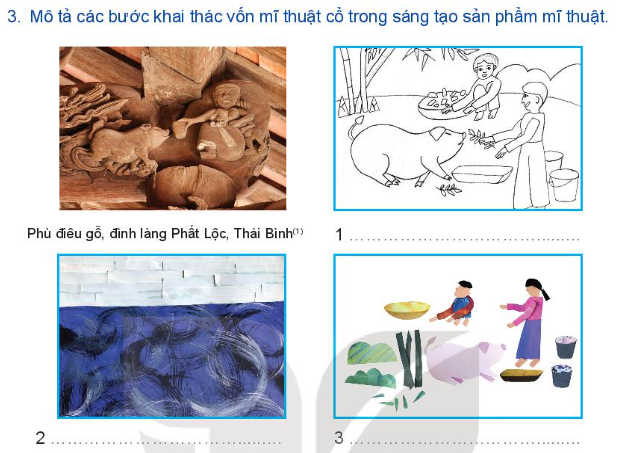 3. Mô tả các bước khai thác vốn mĩ thuật cổ trong sáng tạo sản phẩm mĩ thuật.
Phù điêu gỗ, đình làng Phất Lộc, Thái Bình(1)
1 ................................................
2 ................................................
3 ................................................